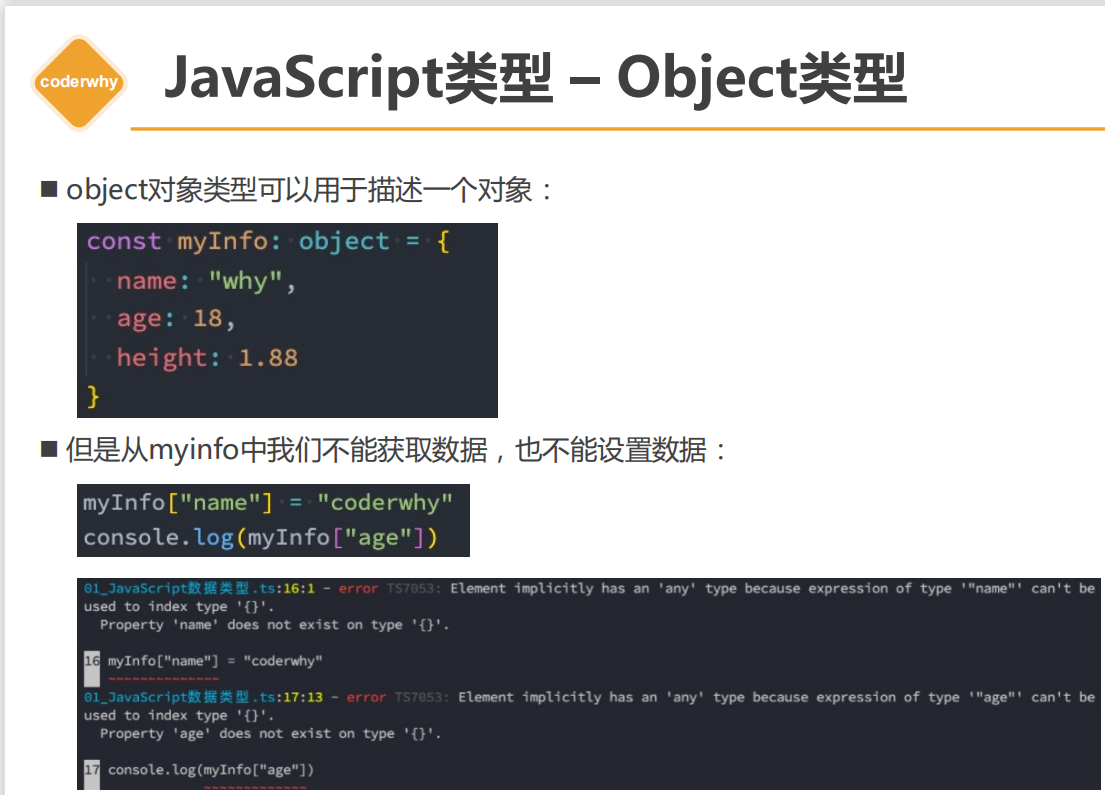 coderwhy
JavaScript类型 – Object类型
object对象类型可以用于描述一个对象：
const myInfo: object = {
name: "why",
age: 18,
height: 1.88
}
但是从myinfo中我们不能获取数据，也不能设置数据：
myInfo["name"] = "coderwhy"
console.log(myInfo["age"])
01_JavaScript数据类型.ts:16:1 - error TS7053: Element implicitly has an 'any' type because expression of type '"name"' can't be
used to index type '{}'.
Property 'name' does not exist on type '{}'.
16 myInfo["name"] = "coderwhy"
~~~~~~~~~~~~~~
01_JavaScript数据类型.ts:17:13 - error TS7053: Element implicitly has an 'any' type because expression of type '"age"' can't be
used to index type '{}'.
Property 'age' does not exist on type '{}'.
17 console.log(myInfo["age"])
~~~~~~~~~~~~~